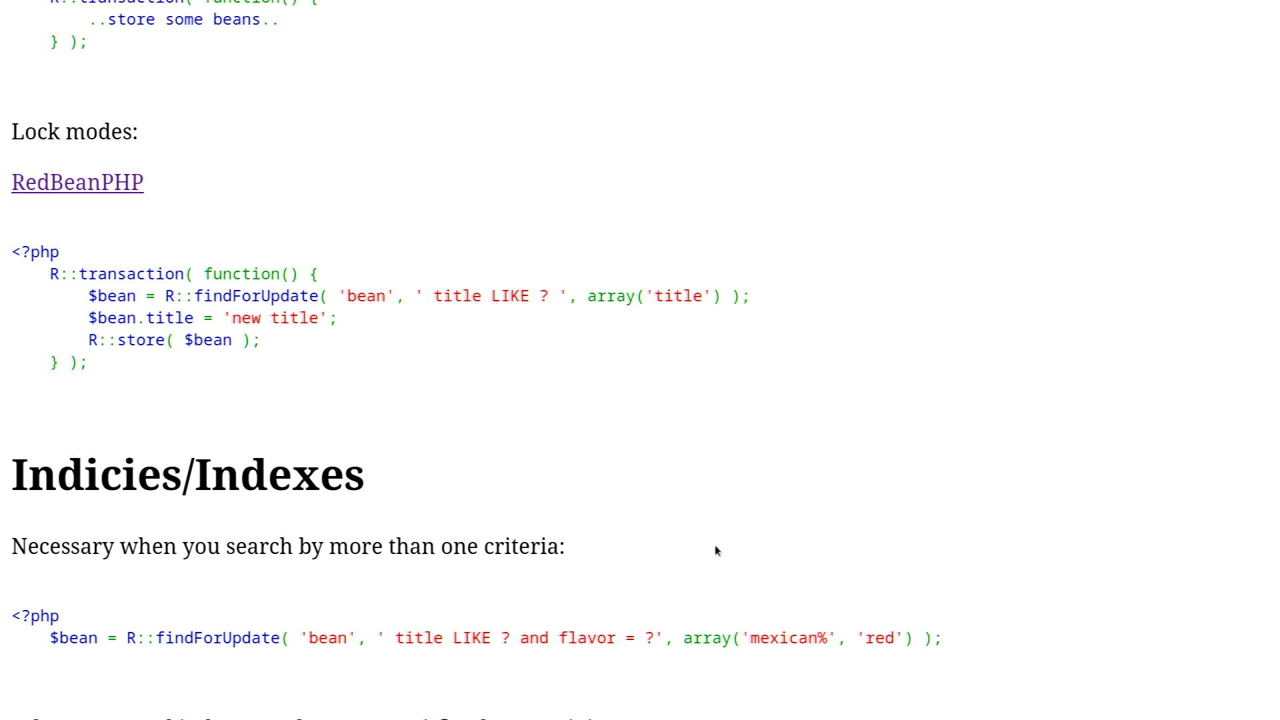 R::transaction( function() {
..store some beans..
} );
Lock modes:
RedBeanPHP
<?php
R::transaction( function() {
$bean = R::findForUpdate( 'bean', ' title LIKE ? ', array('title') );
$bean.title = 'new title';
R::store( $bean );
} );
Indicies/Indexes
Necessary when you search by more than one criteria:
<?php
$bean = R::findForUpdate( 'bean', ' title LIKE ? and flavor = ?', array('mexican%', 'red') );